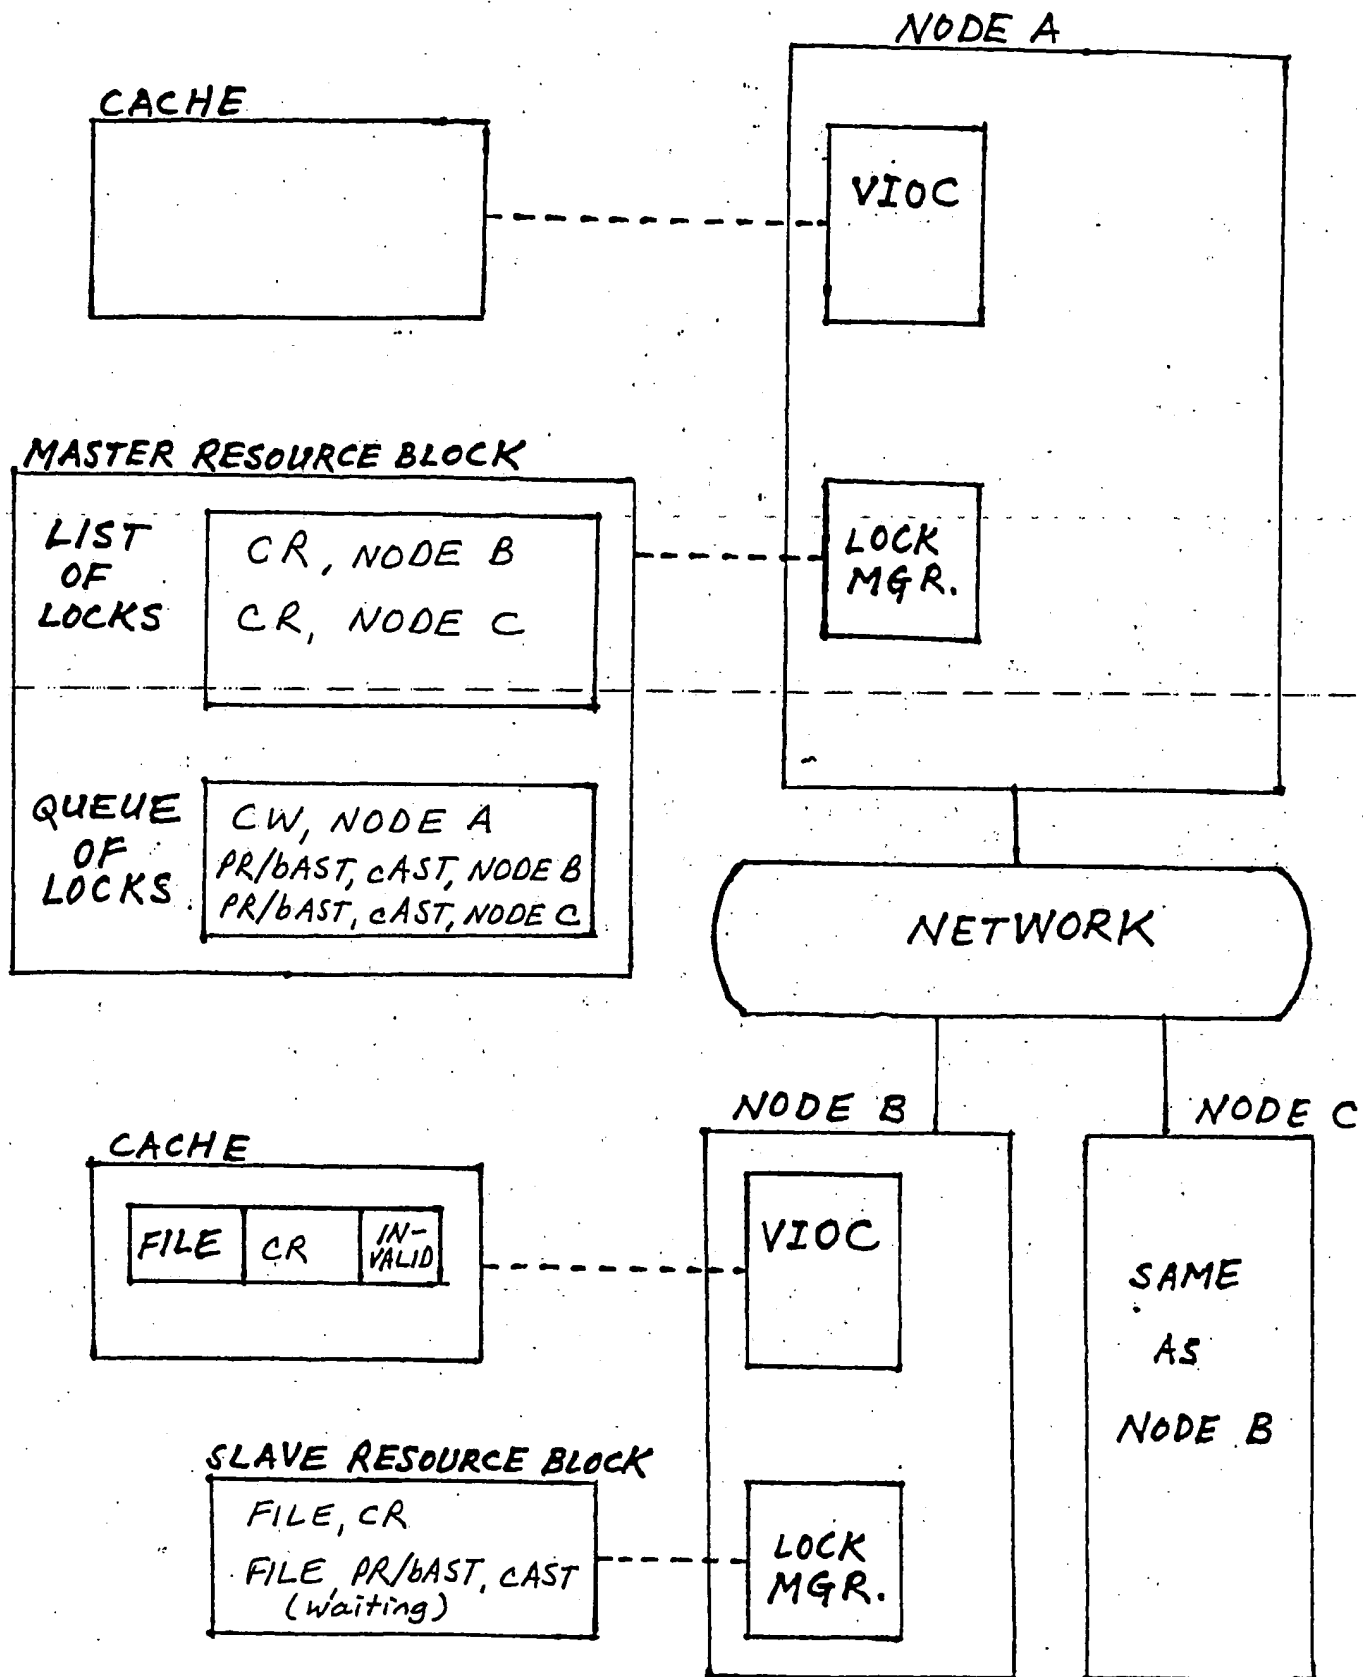 NODE A
CACHE
VIOC
MASTER RESOURCE BLOCK
LIST
OF
LOCKS
CR, NODE B
CR, NODE C
LOCK
MGR.
QUEUE
OF
LOCKS
CW, NODE A
PR/bAST, cAST, NODE B
PR/bAST, cAST, NODE C
NETWORK
NODE B
NODE C
CACHE
FILE
CR
IN-
VALID
VIOC
SAME
AS
NODE B
SLAVE RESOURCE BLOCK
FILE, CR
FILE, PR/bAST, cAST
(waiting)
LOCK
MGR.